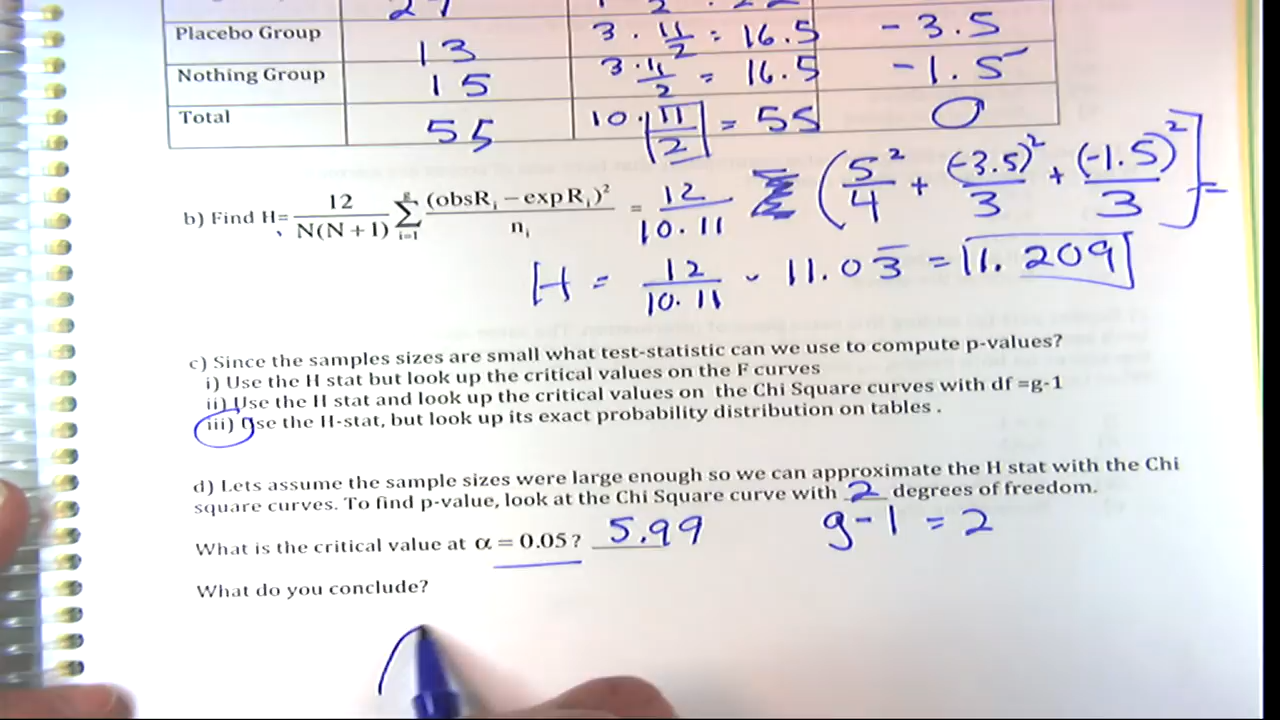 Placebo Group 13 3 · 11/2 = 16.5 - 3.5
Nothing Group 15 3 · 11/2 = 16.5 - 1.5
Total 55 10 · 11/2 = 55 0
b) Find H= 12/N(N+1) g∑i=1 (obsRi − exp Ri)²/ni = 12/10.11 (5²/4 + (-3.5)²/3 + (-1.5)²/3] =
H = 12/10.11 · 11.03̅ = 11.209
c) Since the samples sizes are small what test-statistic can we use to compute p-values?
i) Use the H stat but look up the critical values on the F curves
ii) Use the H stat and look up the critical values on the Chi Square curves with df =g-1
iii) Use the H-stat, but look up its exact probability distribution on tables .
d) Lets assume the sample sizes were large enough so we can approximate the H stat with the Chi
square curves. To find p-value, look at the Chi Square curve with 2 degrees of freedom.
g-1 = 2
What is the critical value at α = 0.05? 5.99
What do you conclude?